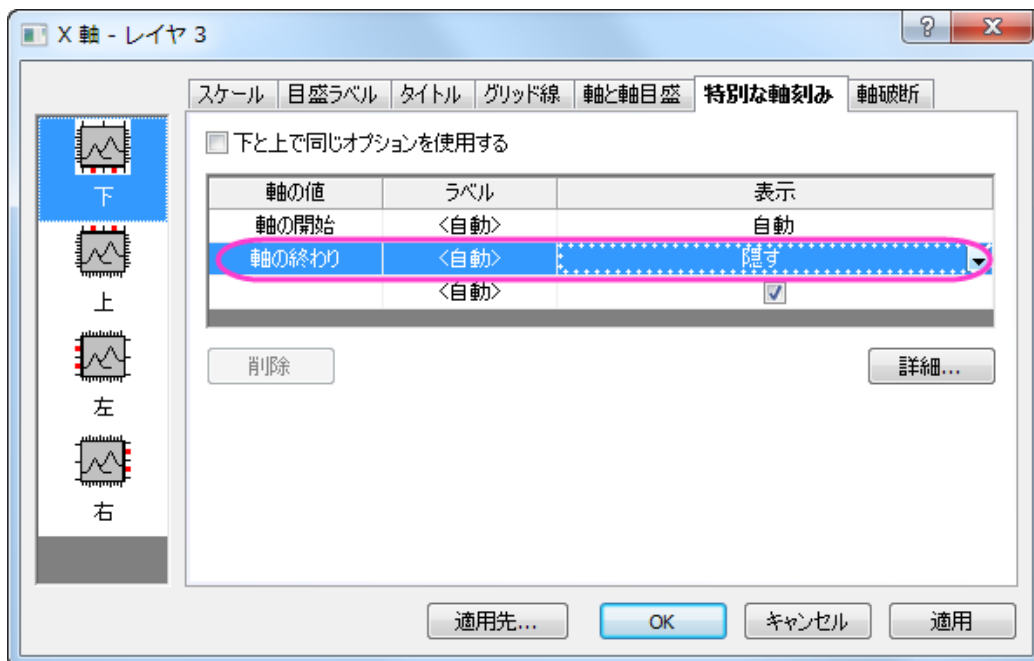 X 軸 - レイヤ 3
スケール 目盛ラベル タイトル グリッド線 軸と軸目盛 特別な軸刻み 軸破断
下
上
左
右
下と上で同じオプションを使用する
軸の値 ラベル 表示
軸の開始 <自動> 自動
軸の終わり <自動> 隠す
<自動>
削除 詳細...
適用先... OK キャンセル 適用